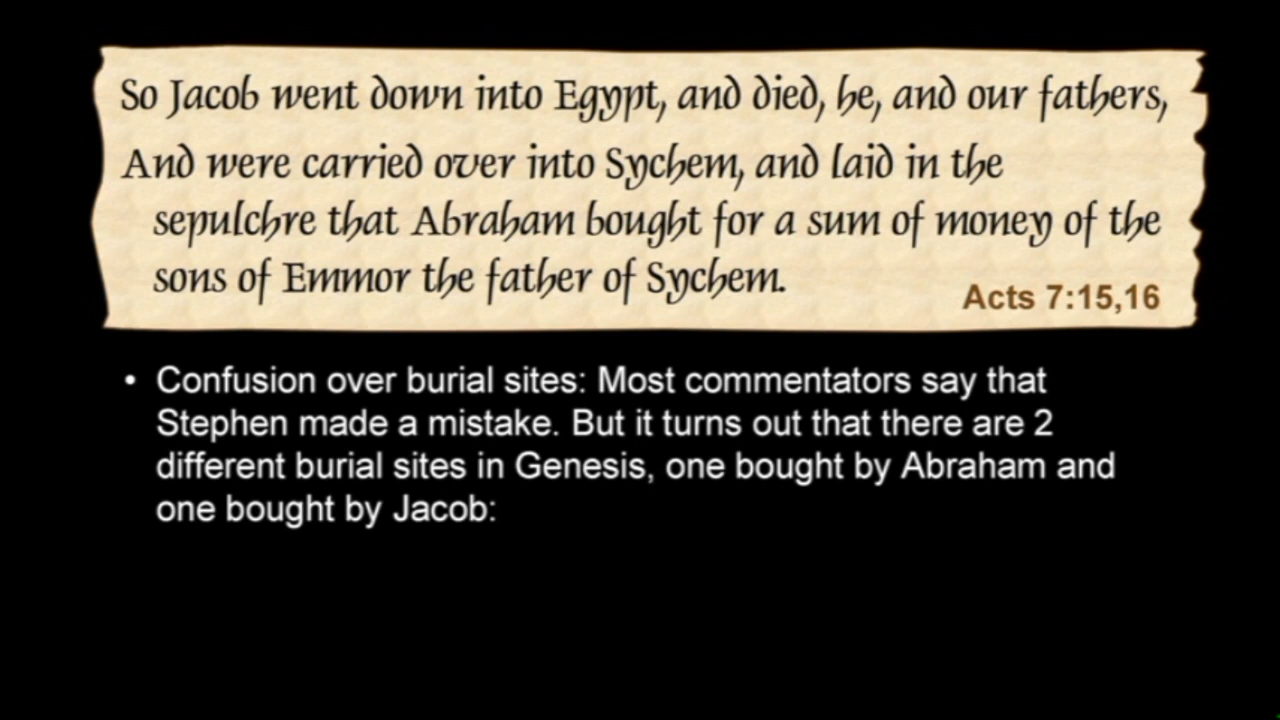 So Jacob went down into Egypt, and died, he, and our fathers,
And were carried over into Sychem, and laid in the
sepulchre that Abraham bought for a sum of money of the
sons of Emmor the father of Sychem.
Acts 7:15,16
• Confusion over burial sites: Most commentators say that
Stephen made a mistake. But it turns out that there are 2
different burial sites in Genesis, one bought by Abraham and
one bought by Jacob: